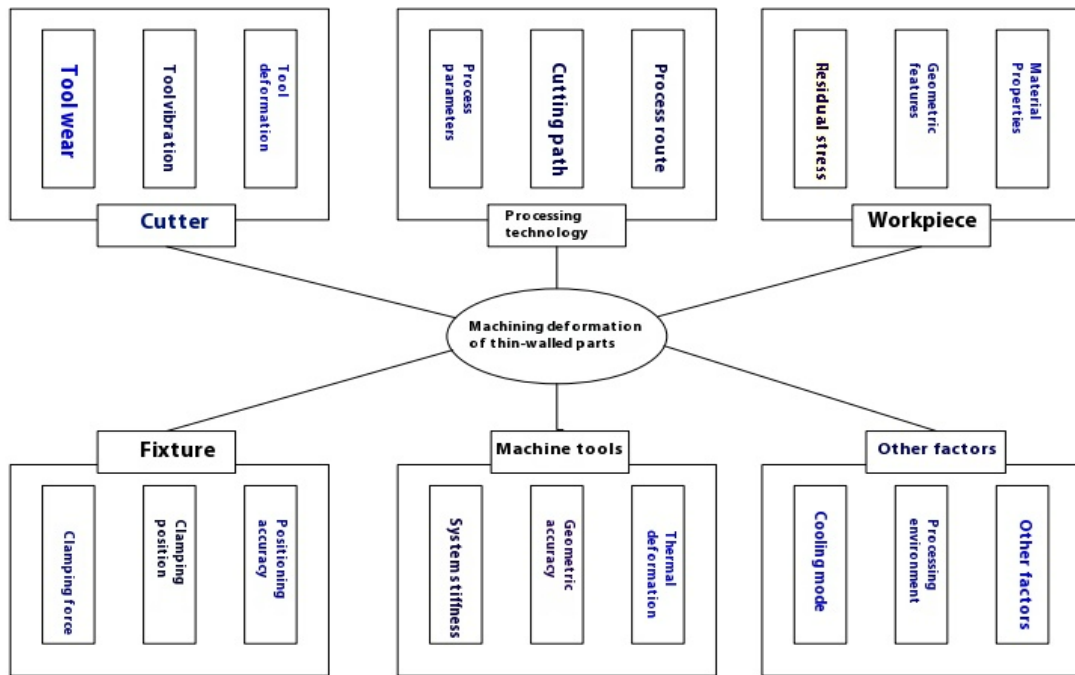 Tool wear
Tool vibration
Tool
deformation
Cutter
Process
parameters
Cutting path
Process route
Processing
technology
Residual stress
Geometric
features
Material
Properties
Workpiece
Machining deformation
of thin-walled parts
Fixture
Clamping force
Clamping
position
Positioning
accuracy
Machine tools
System stiffness
Geometric
accuracy
Thermal
deformation
Other factors
Cooling mode
Processing
environment
Other factors